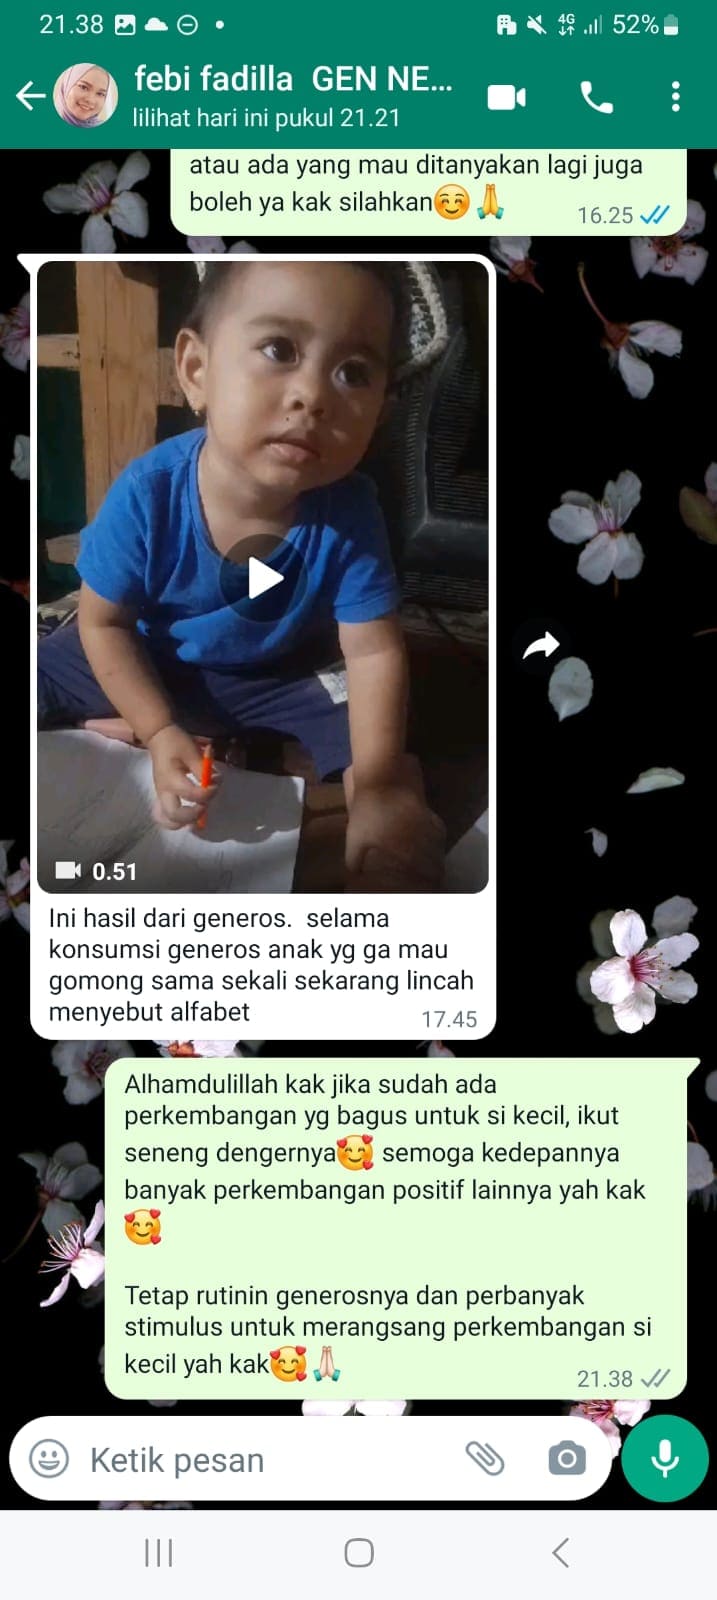 21.38 4G 52%
febi fadilla GEN NE...
lilihat hari ini pukul 21.21
atau ada yang mau ditanyakan lagi juga
boleh ya kak silahkan☺️🙏
16.25
0.51
Ini hasil dari generos. selama
konsumsi generos anak yg ga mau
gomong sama sekali sekarang lincah
menyebut alfabet
17.45
Alhamdulillah kak jika sudah ada
perkembangan yg bagus untuk si kecil, ikut
seneng dengernya🥰 semoga kedepannya
banyak perkembangan positif lainnya yah kak
🥰
Tetap rutinin generosnya dan perbanyak
stimulus untuk merangsang perkembangan si
kecil yah kak🥰🙏🏻
21.38
Ketik pesan